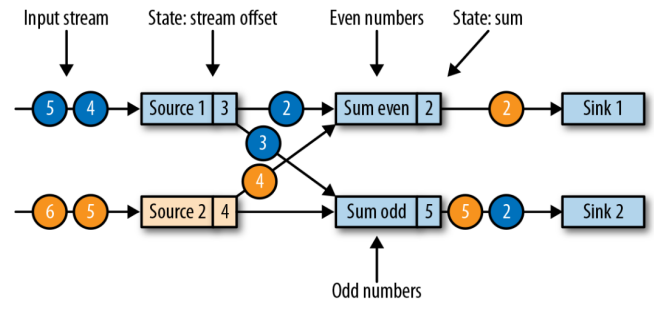 Input stream
State: stream offset
Even numbers
State: sum
5 4 Source 1 3 2 Sum even 2 2 Sink 1
3
4
6 5 Source 2 4 Sum odd 5 5 2 Sink 2
Odd numbers